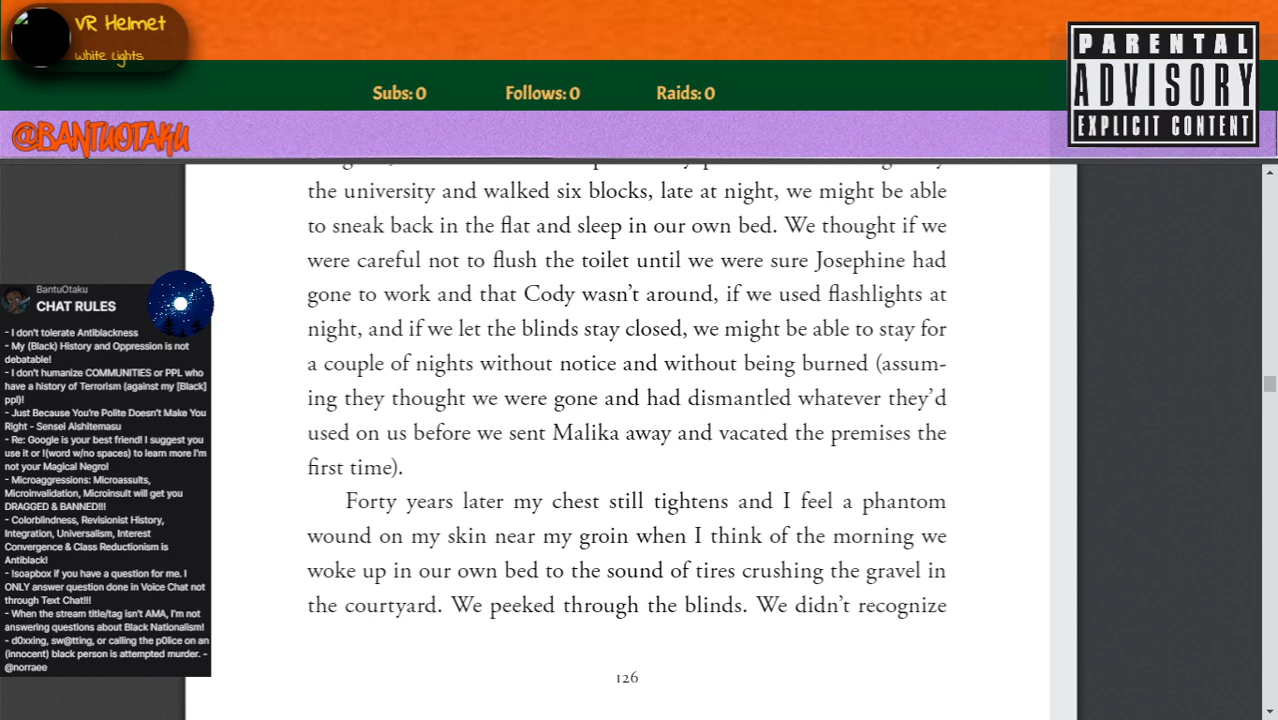 VR Helmet
White Lights
PARENTAL
ADVISORY
EXPLICIT CONTENT
Subs: 0
Follows: 0
Raids: 0
@BANTUOTAKU
the university and walked six blocks, late at night, we might be able
to sneak back in the flat and sleep in our own bed. We thought if we
were careful not to flush the toilet until we were sure Josephine had
gone to work and that Cody wasn't around, if we used flashlights at
night, and if we let the blinds stay closed, we might be able to stay for
a couple of nights without notice and without being burned (assum-
ing they thought we were gone and had dismantled whatever they'd
used on us before we sent Malika away and vacated the premises the
first time).
Forty years later my chest still tightens and I feel a phantom
wound on my skin near my groin when I think of the morning we
woke up in our own bed to the sound of tires crushing the gravel in
the courtyard. We peeked through the blinds. We didn't recognize
126
BantuOtaku
CHAT RULES
- I don't tolerate Antiblackness
- My (Black) History and Oppression is not
debatable!
- I don't humanize COMMUNITIES or PPL who
have a history of Terrorism (against my [Black]
ppl)!
- Just Because You're Polite Doesn't Make You
Right - Sensei Aishitemasu
- Re: Google is your best friend! I suggest you
use it or !(word w/no spaces) to learn more I'm
not your Magical Negro!
- Microaggressions: Microassults,
Microinvalidation, Microinsult will get you
DRAGGED & BANNED!!!
- Colorblindness, Revisionist History,
Integration, Universalism, Interest
Convergence & Class Reductionism is
Antiblack!
- !soapbox if you have a question for me. I
ONLY answer question done in Voice Chat not
through Text Chat!!!
- When the stream title/tag isn't AMA, I'm not
answering questions about Black Nationalism!
- d0xxing, sw@tting, or calling the p0lice on an
(innocent) black person is attempted murder. -
@norraee